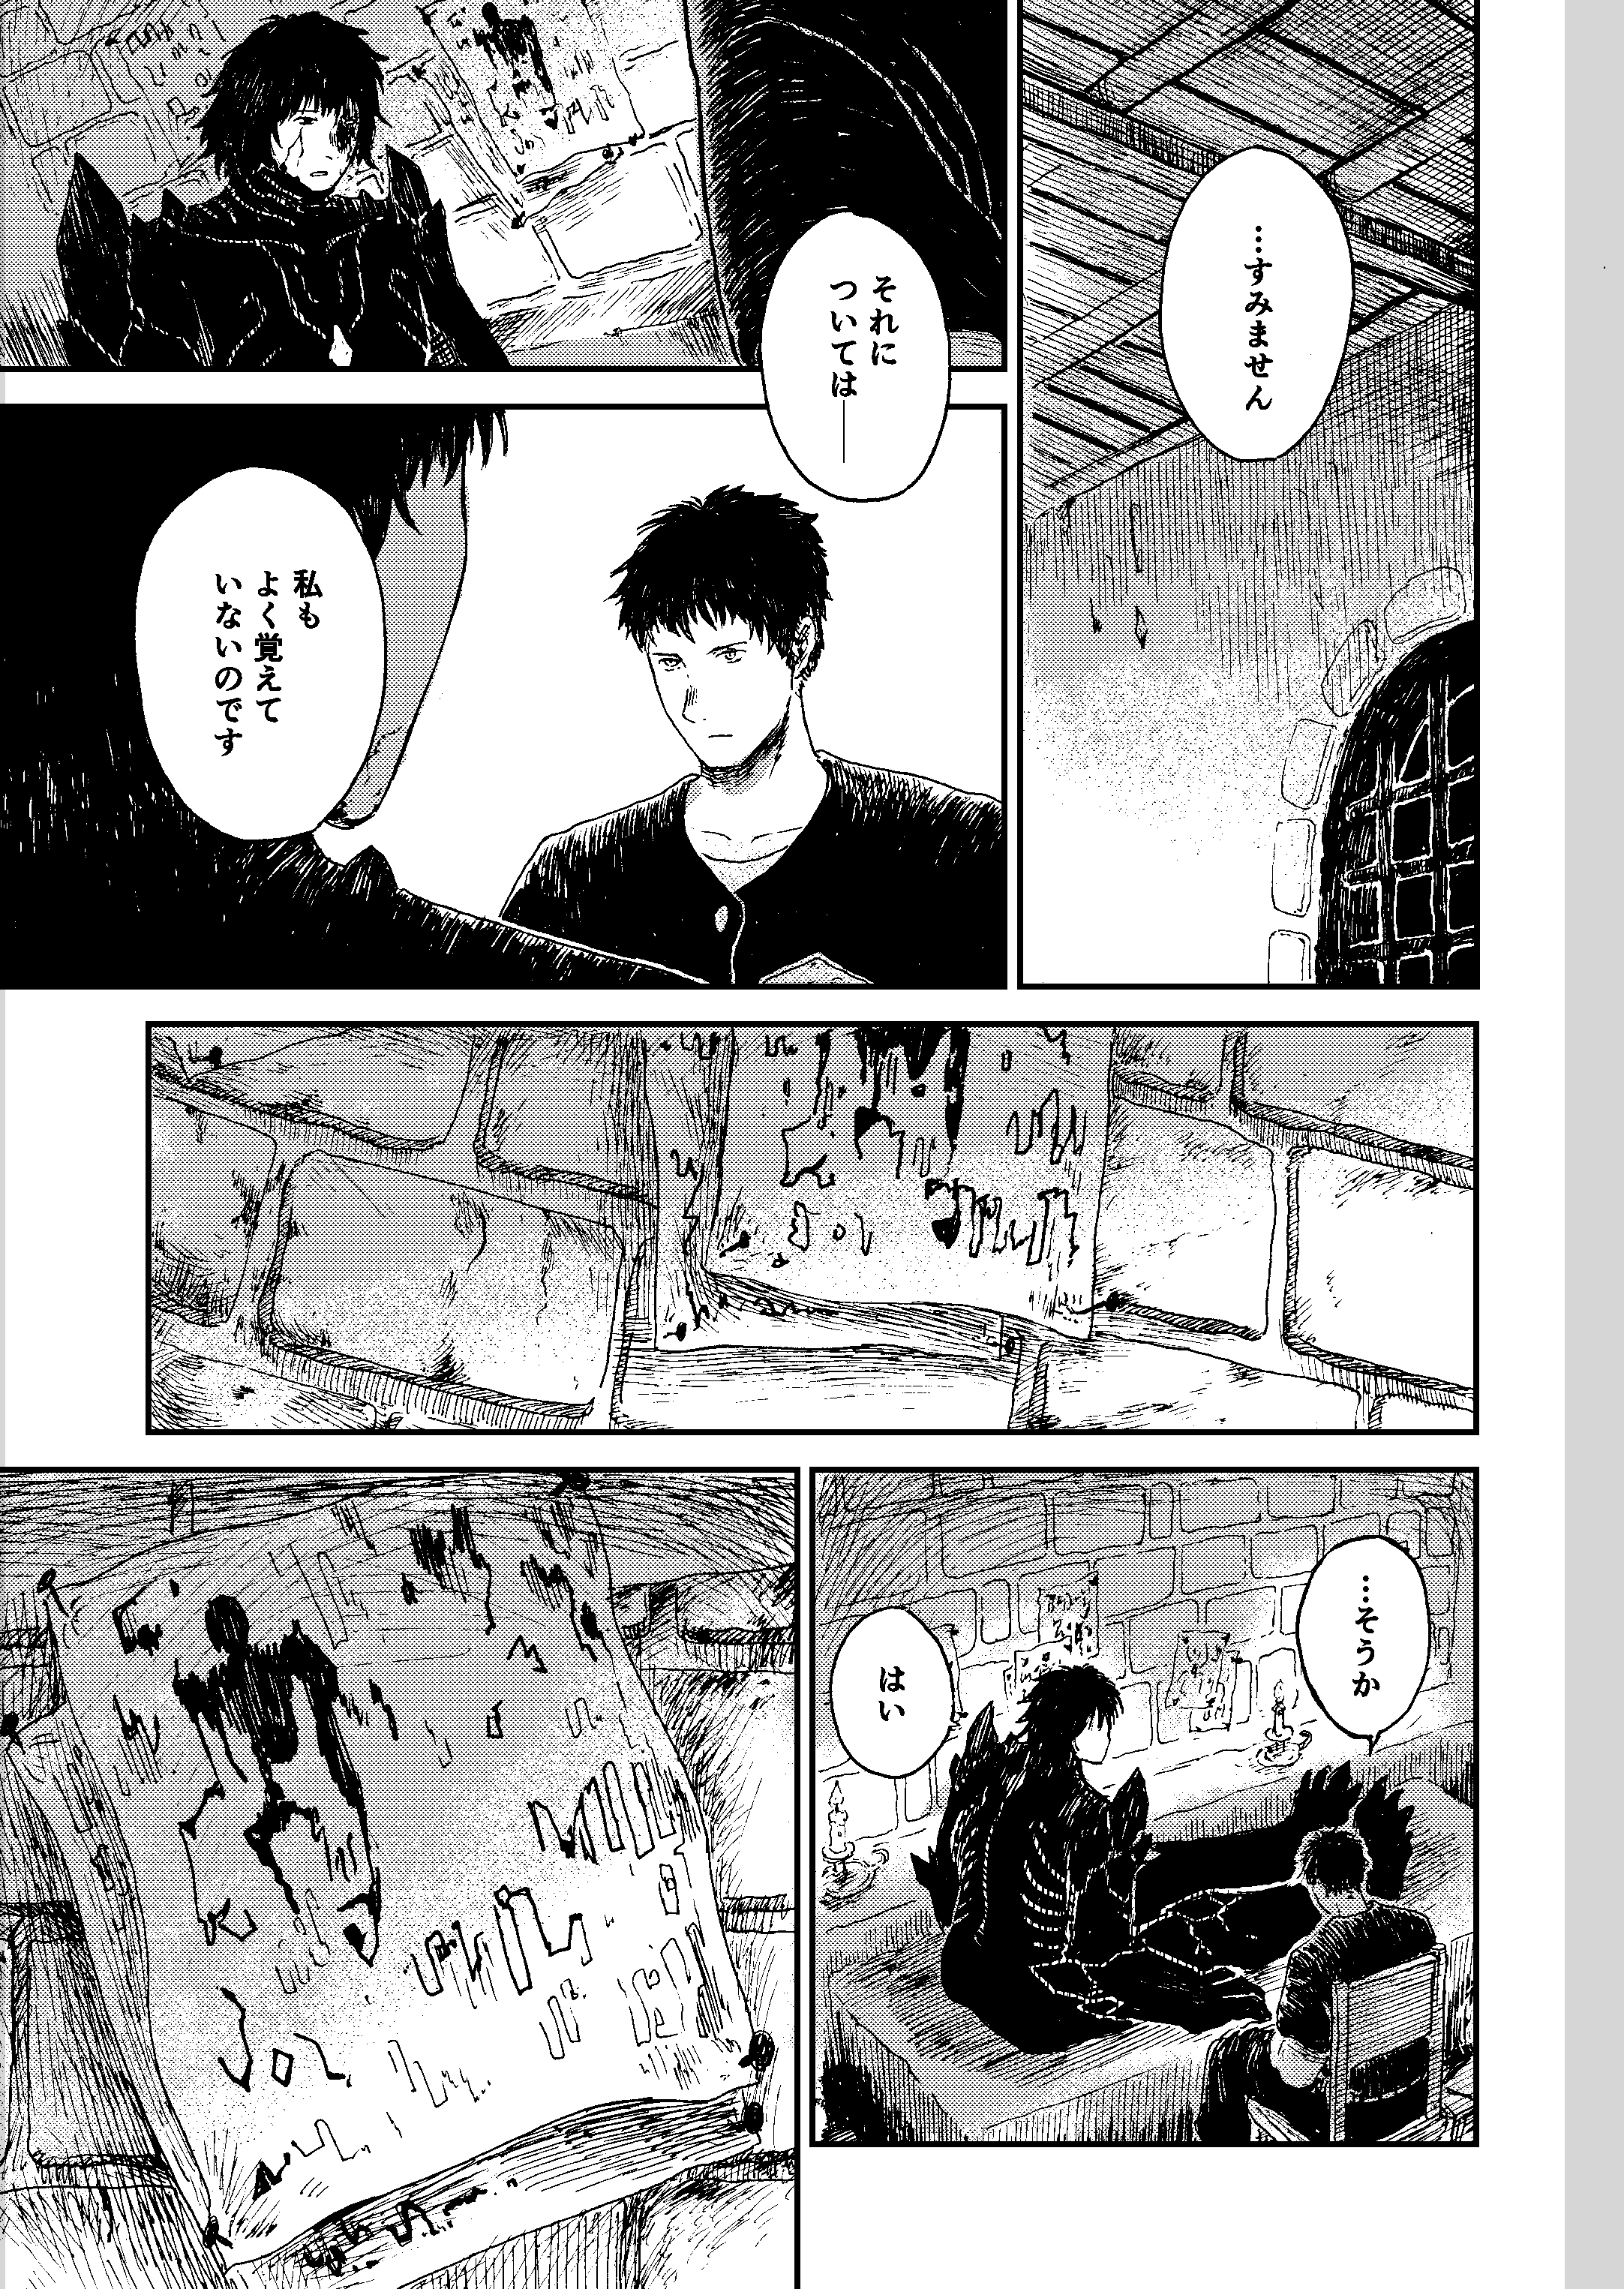 …すみません
それに
ついては――
私も
よく覚えて
いないのです
…そうか
はい